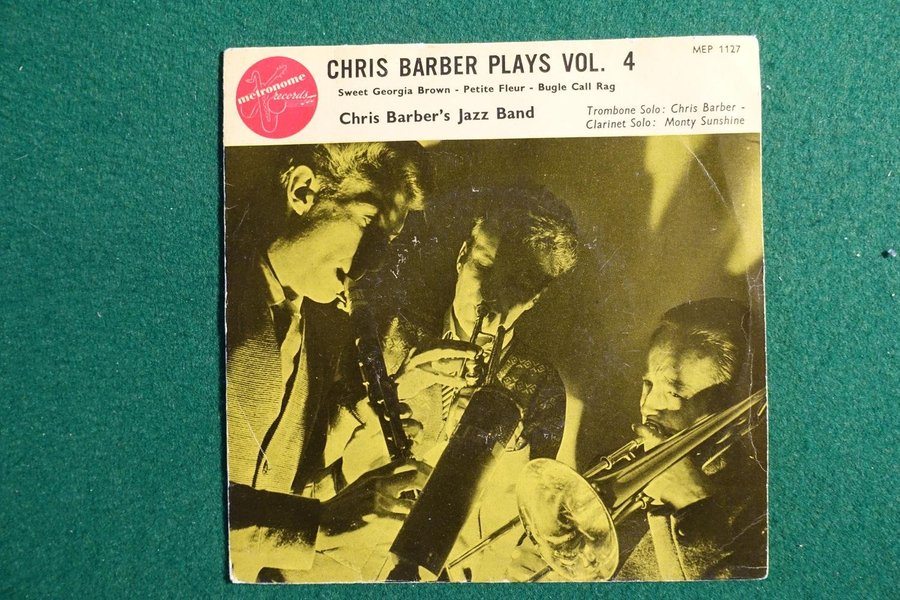 MEP 1127
metronome
records
CHRIS BARBER PLAYS VOL. 4
Sweet Georgia Brown - Petite Fleur - Bugle Call Rag
Chris Barber's Jazz Band
Trombone Solo: Chris Barber -
Clarinet Solo: Monty Sunshine